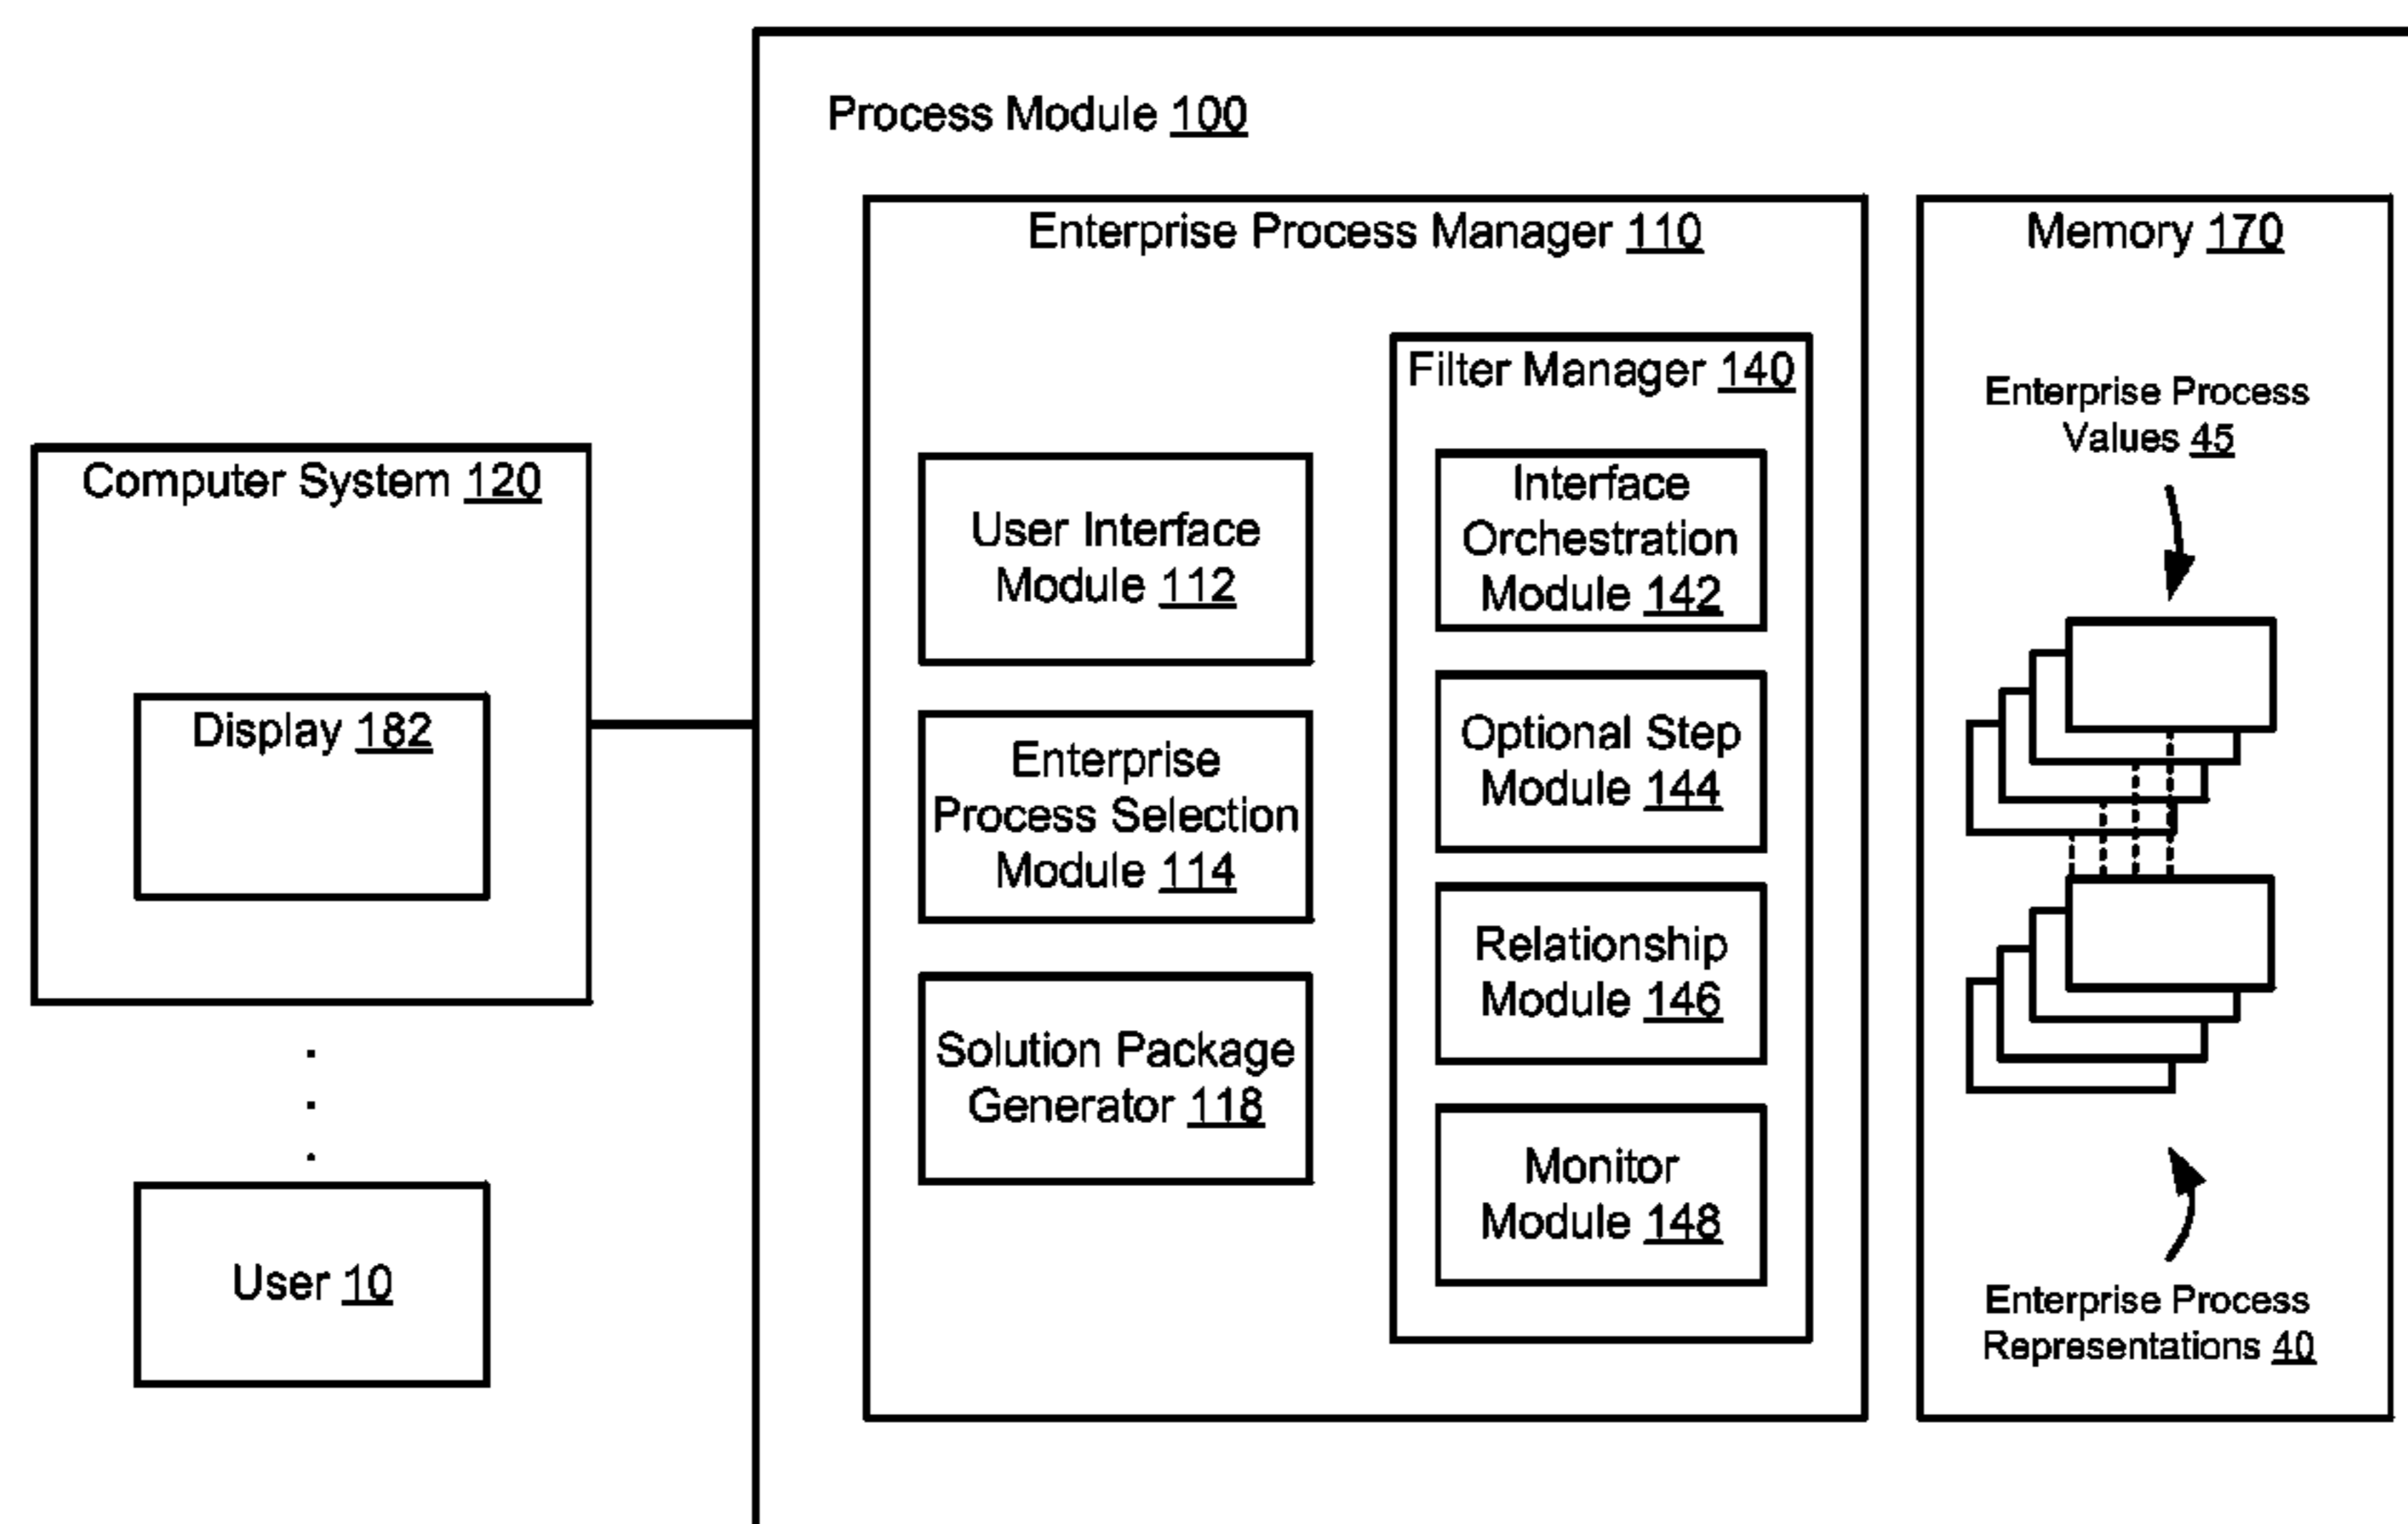 Process Module 100
Enterprise Process Manager 110
Memory 170
Filter Manager 140
Enterprise Process
Values 45
Computer System 120
Display 182
User 10
User Interface
Module 112
Enterprise
Process Selection
Module 114
Solution Package
Generator 118
Interface
Orchestration
Module 142
Optional Step
Module 144
Relationship
Module 146
Monitor
Module 148
Enterprise Process
Representations 40